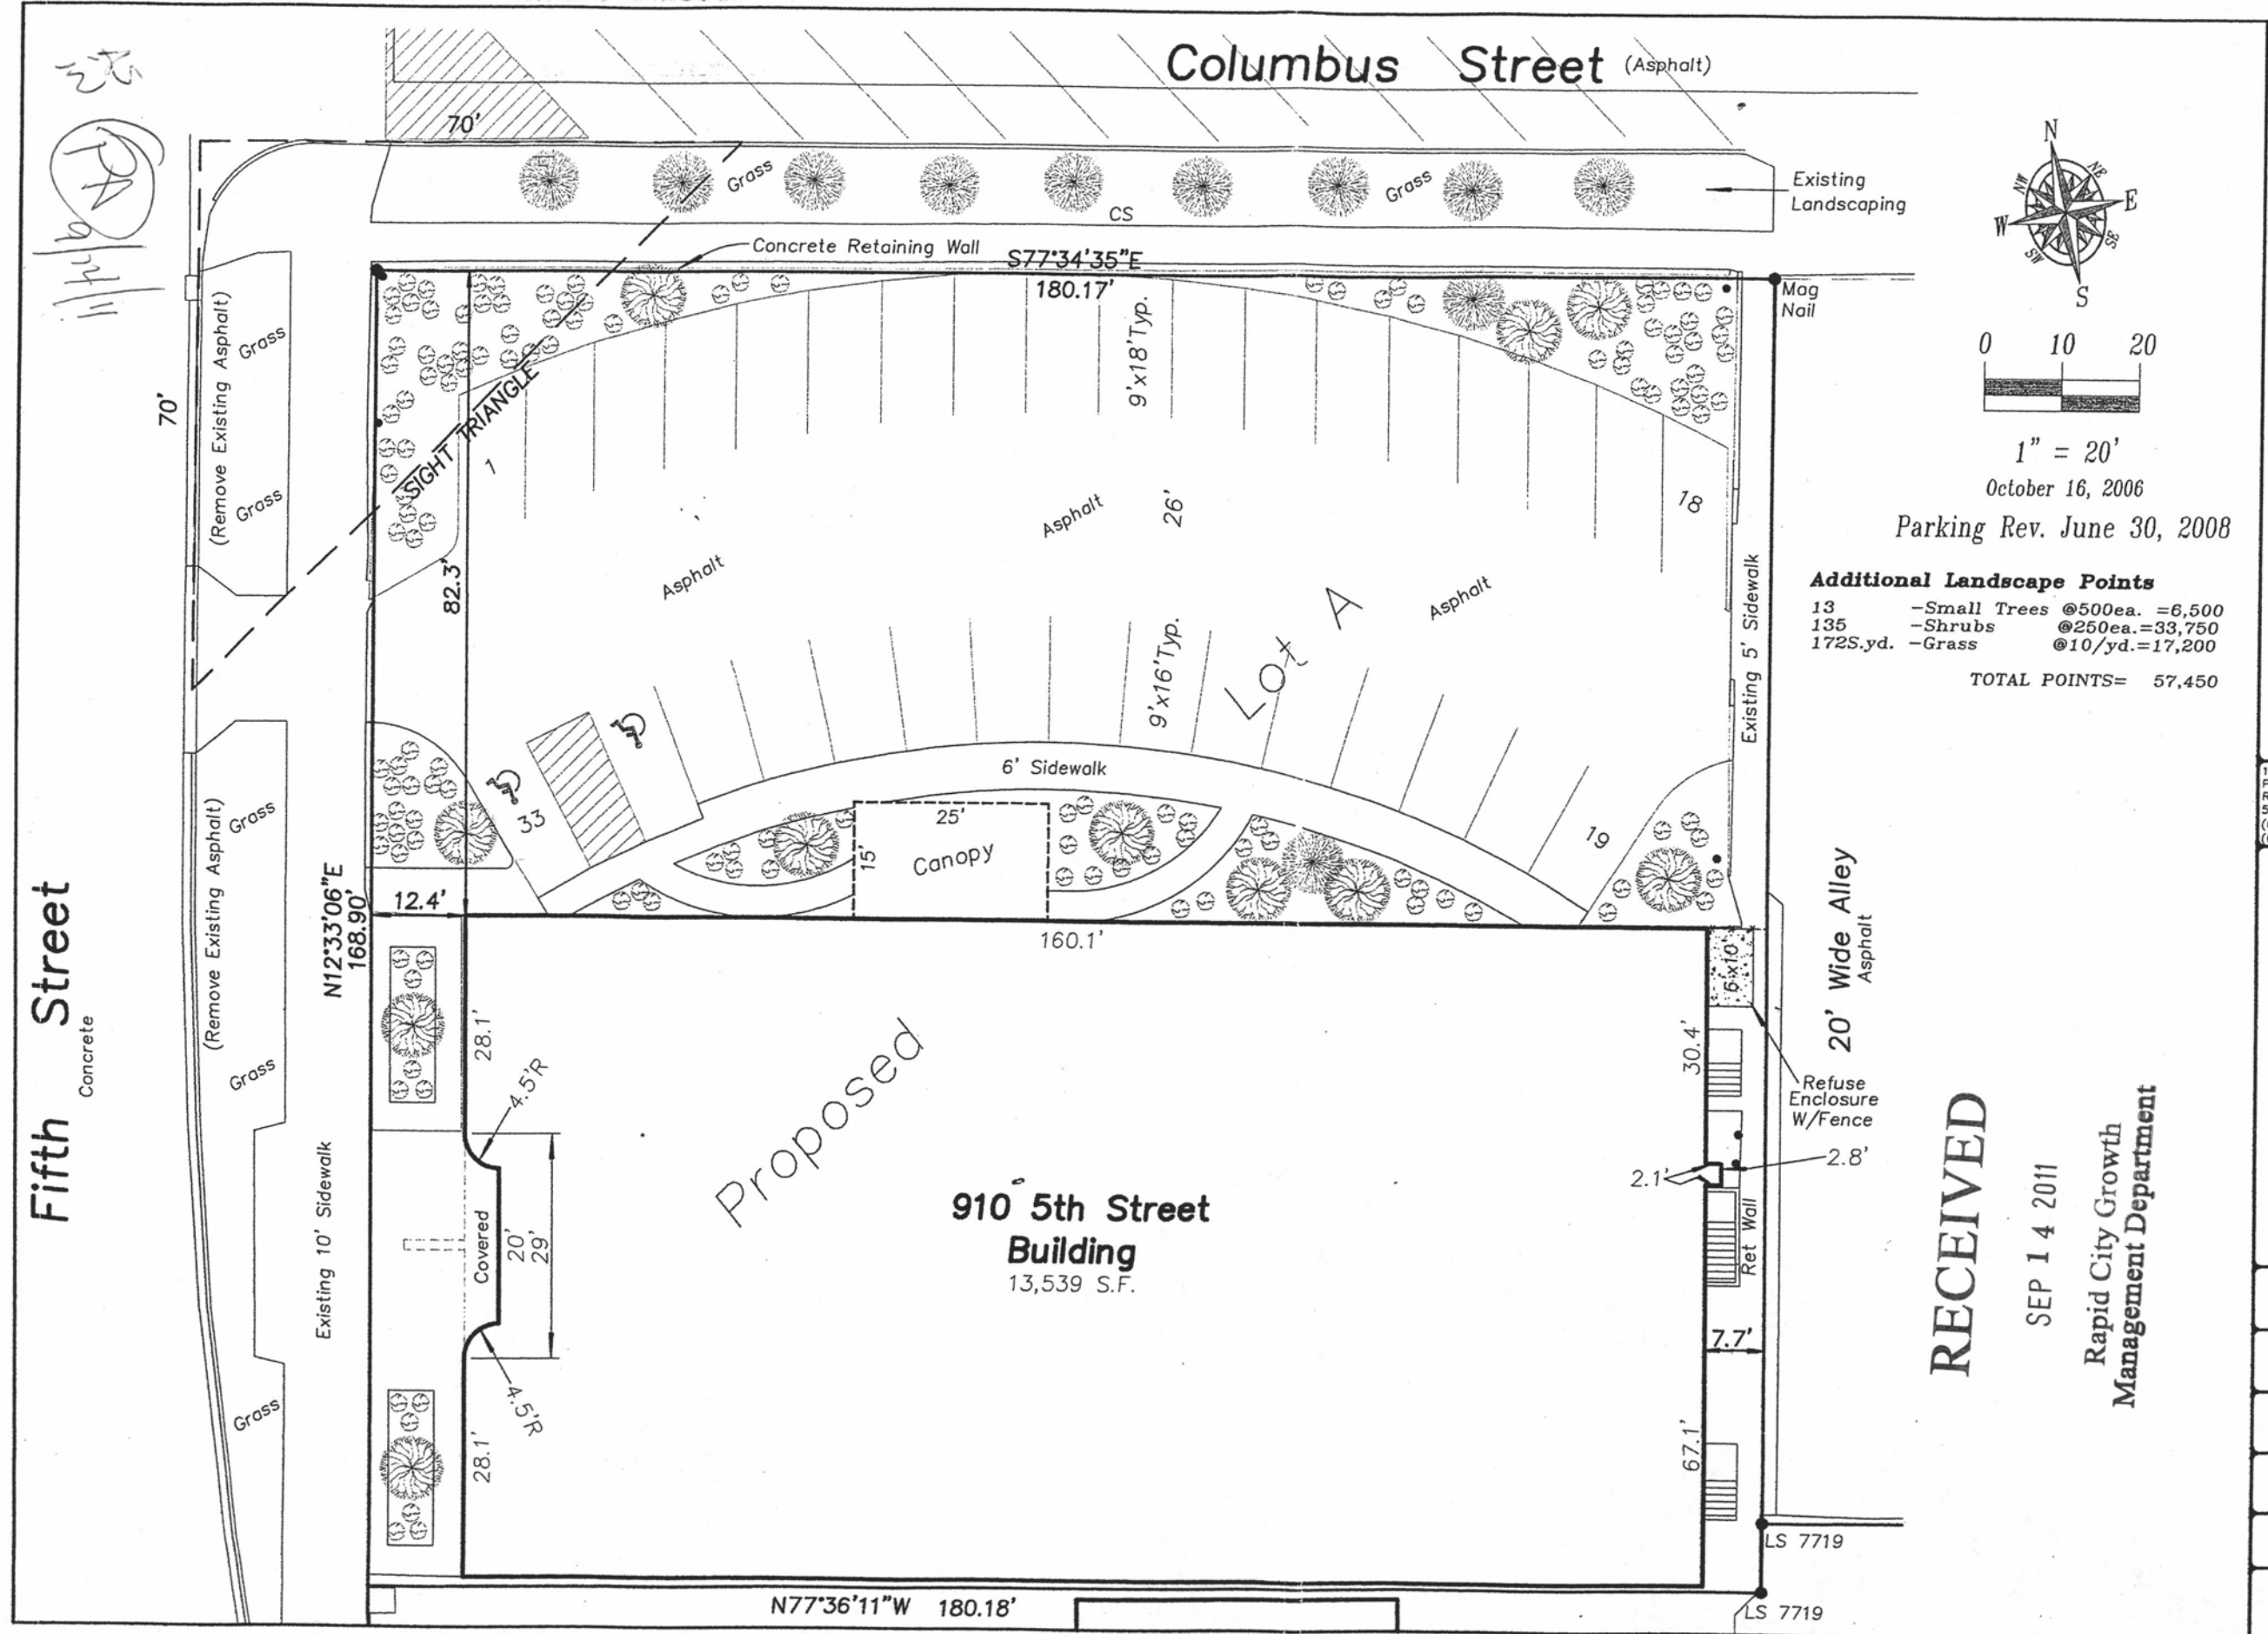 Columbus Street (Asphalt)
70'
Grass
Grass
CS
Existing
Landscaping
Concrete Retaining Wall
S77°34'35"E
180.17'
Mag
Nail
N
NE
E
SE
S
SW
W
NW
0 10 20
1" = 20'
October 16, 2006
Parking Rev. June 30, 2008
Additional Landscape Points
13 -Small Trees @500ea. =6,500
135 -Shrubs @250ea.=33,750
172S.yd. -Grass @10/yd.=17,200
TOTAL POINTS= 57,450
9/14/11
70'
(Remove Existing Asphalt)
Grass
Grass
SIGHT TRIANGLE
1
82.3'
9'x18'Typ.
26'
Asphalt
Asphalt
Asphalt
18
Lot A
9'x16'Typ.
Existing 5' Sidewalk
6' Sidewalk
33
25'
15'
Canopy
19
12.4'
N12°33'06"E
168.90'
160.1'
6'x10'
20' Wide Alley
Asphalt
Fifth Street
Concrete
(Remove Existing Asphalt)
Grass
Grass
Grass
Existing 10' Sidewalk
28.1'
4.5'R
Covered
20'
29'
4.5'R
28.1'
Proposed
910 5th Street
Building
13,539 S.F.
30.4'
Refuse
Enclosure
W/Fence
2.1'
2.8'
Ret Wall
7.7'
67.1'
LS 7719
LS 7719
N77°36'11"W 180.18'
RECEIVED
SEP 14 2011
Rapid City Growth
Management Department